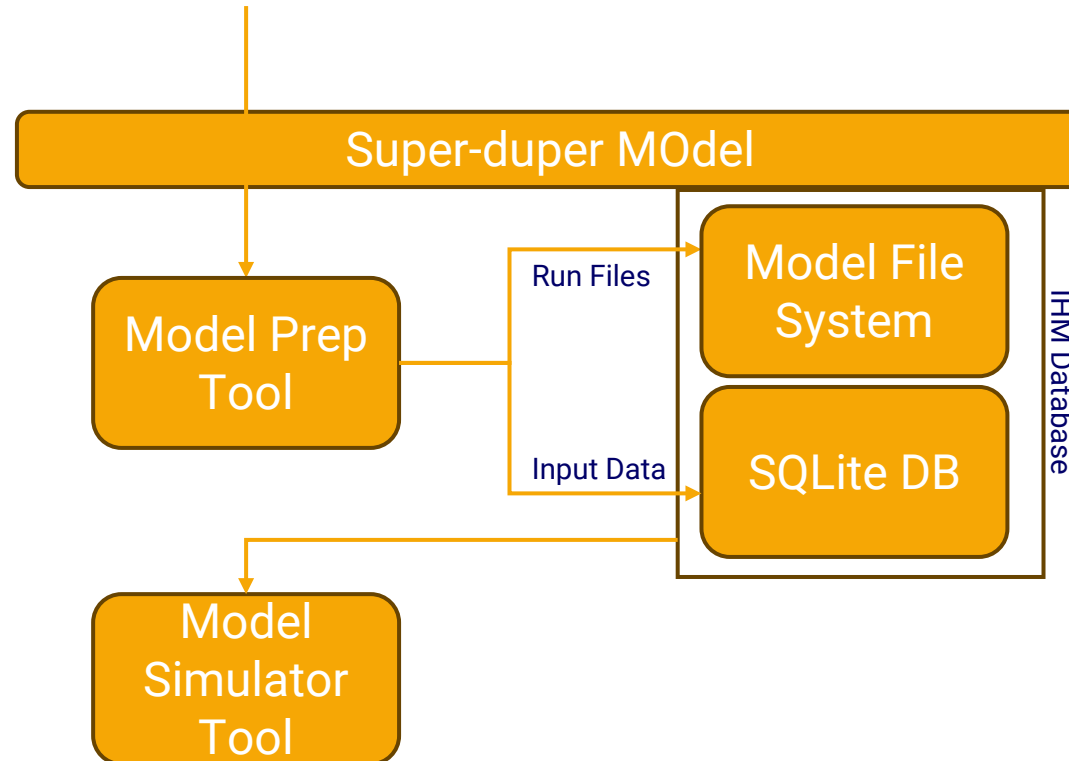 Super-duper MOdel
Model File
System
Run Files
IHM Database
Model Prep
Tool
Input Data
SQLite DB
Model
Simulator
Tool